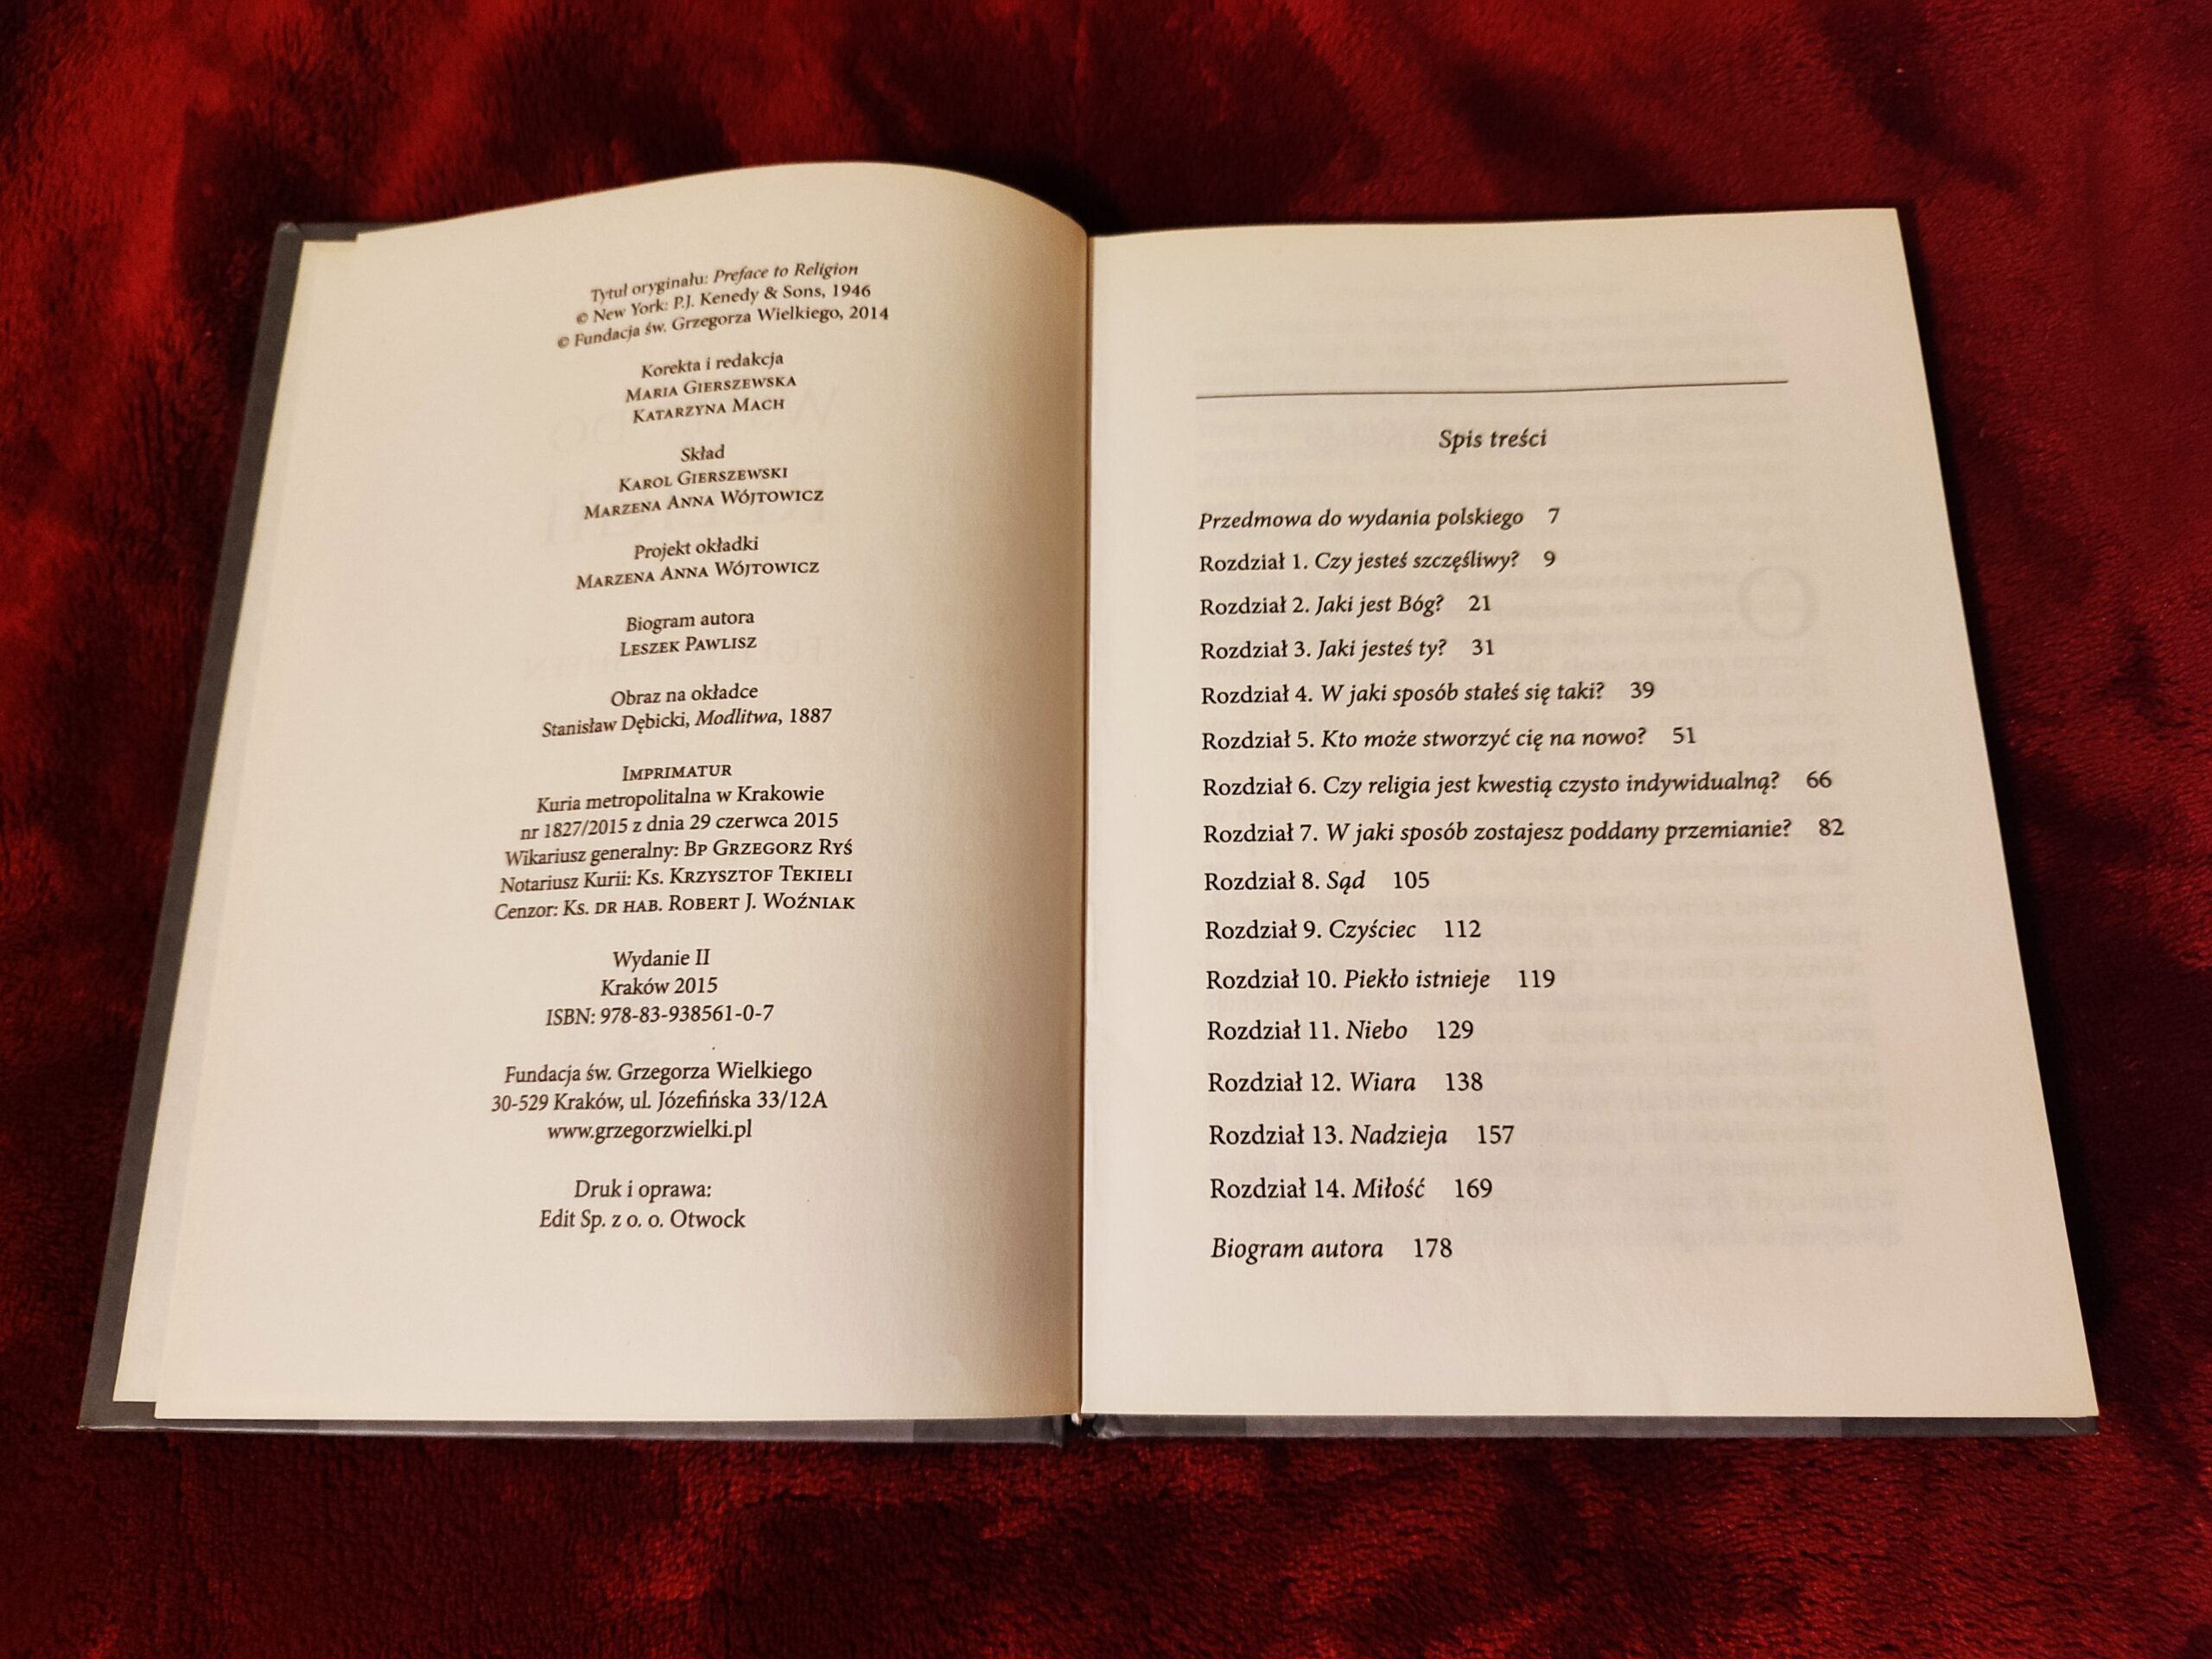 Tytuł oryginału: Preface to Religion
© New York: P.J. Kenedy & Sons, 1946
© Fundacja św. Grzegorza Wielkiego, 2014
Korekta i redakcja
Maria Gierszewska
Katarzyna Mach
Skład
Karol Gierszewski
Marzena Anna Wójtowicz
Projekt okładki
Marzena Anna Wójtowicz
Biogram autora
Leszek Pawlisz
Obraz na okładce
Stanisław Dębicki, Modlitwa, 1887
Imprimatur
Kuria metropolitalna w Krakowie
nr 1827/2015 z dnia 29 czerwca 2015
Wikariusz generalny: Bp Grzegorz Ryś
Notariusz Kurii: Ks. Krzysztof Tekieli
Cenzor: Ks. dr hab. Robert J. Woźniak
Wydanie II
Kraków 2015
ISBN: 978-83-938561-0-7
Fundacja św. Grzegorza Wielkiego
30-529 Kraków, ul. Józefińska 33/12A
www.grzegorzwielki.pl
Druk i oprawa:
Edit Sp. z o. o. Otwock
Spis treści
Przedmowa do wydania polskiego 7
Rozdział 1. Czy jesteś szczęśliwy? 9
Rozdział 2. Jaki jest Bóg? 21
Rozdział 3. Jaki jesteś ty? 31
Rozdział 4. W jaki sposób stałeś się taki? 39
Rozdział 5. Kto może stworzyć cię na nowo? 51
Rozdział 6. Czy religia jest kwestią czysto indywidualną? 66
Rozdział 7. W jaki sposób zostajesz poddany przemianie? 82
Rozdział 8. Sąd 105
Rozdział 9. Czyściec 112
Rozdział 10. Piekło istnieje 119
Rozdział 11. Niebo 129
Rozdział 12. Wiara 138
Rozdział 13. Nadzieja 157
Rozdział 14. Miłość 169
Biogram autora 178